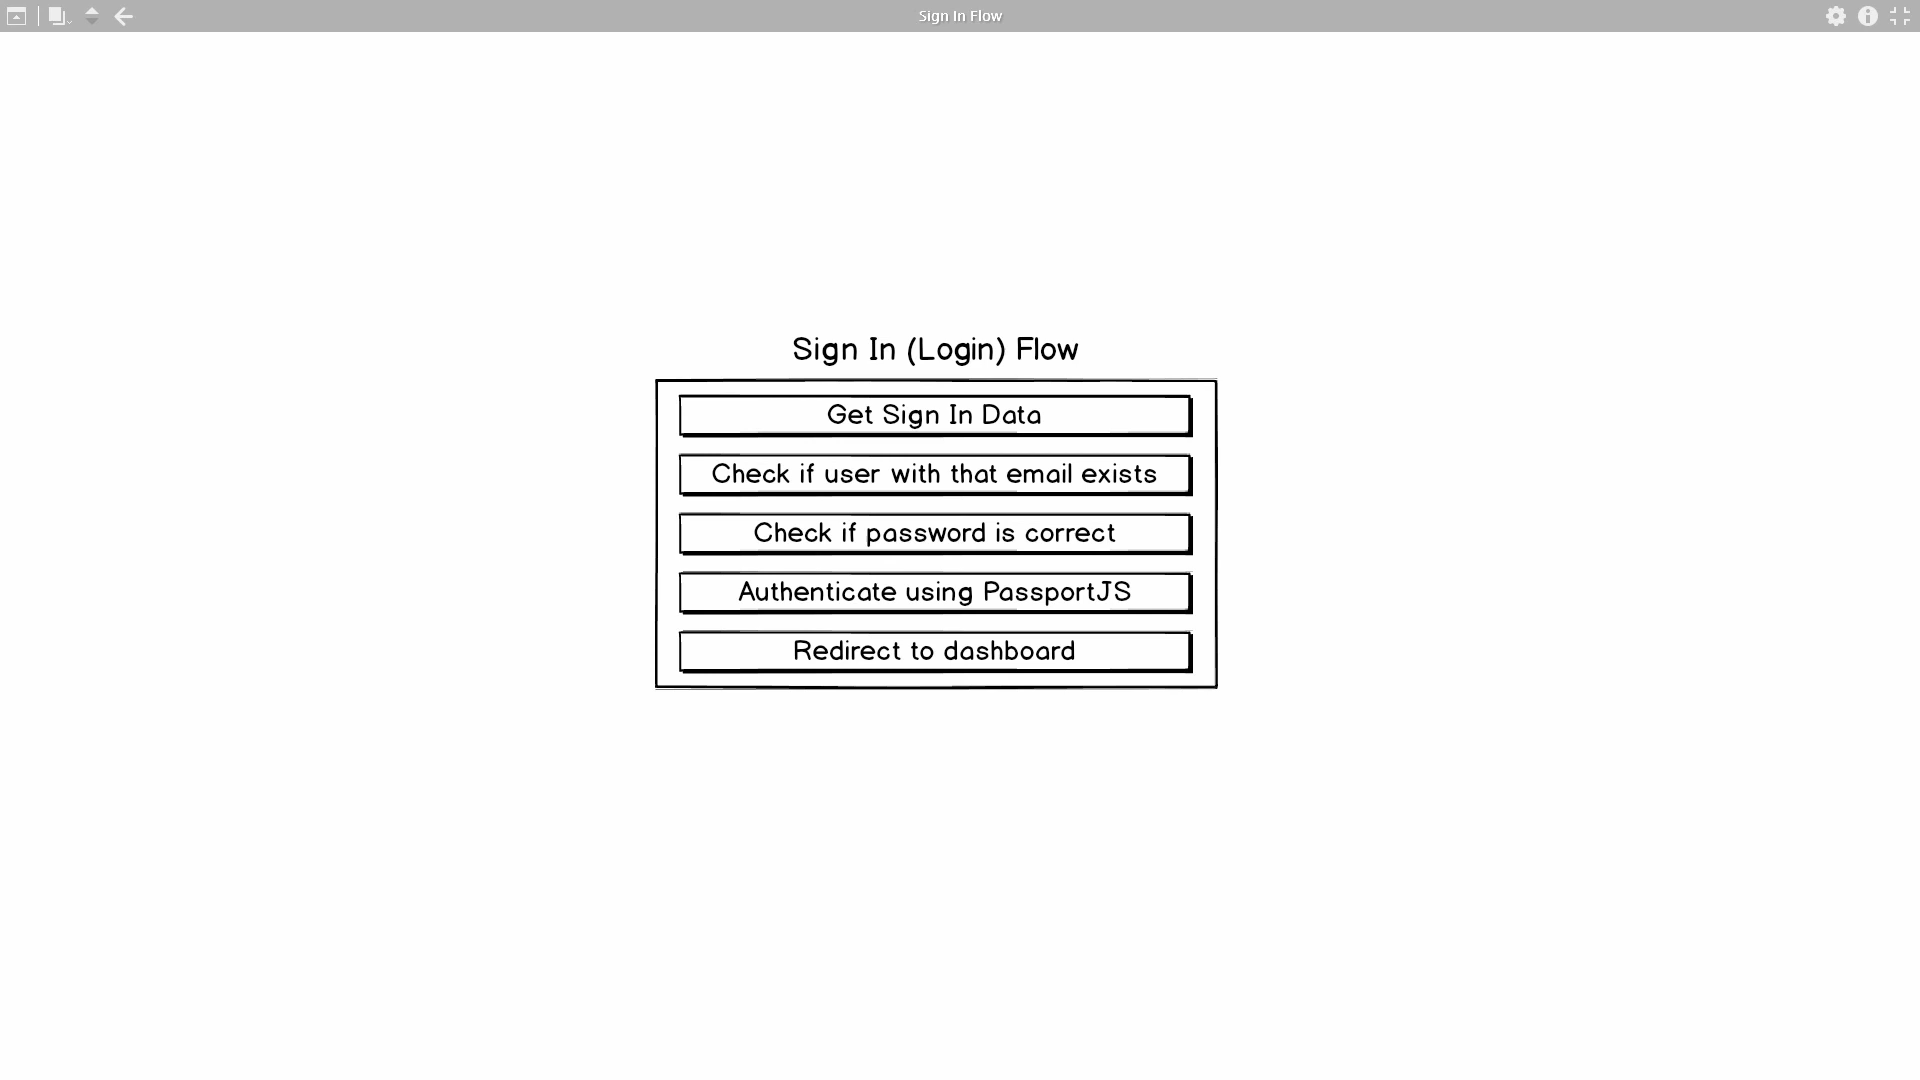 Sign In Flow
Sign In (Login) Flow
Get Sign In Data
Check if user with that email exists
Check if password is correct
Authenticate using PassportJS
Redirect to dashboard